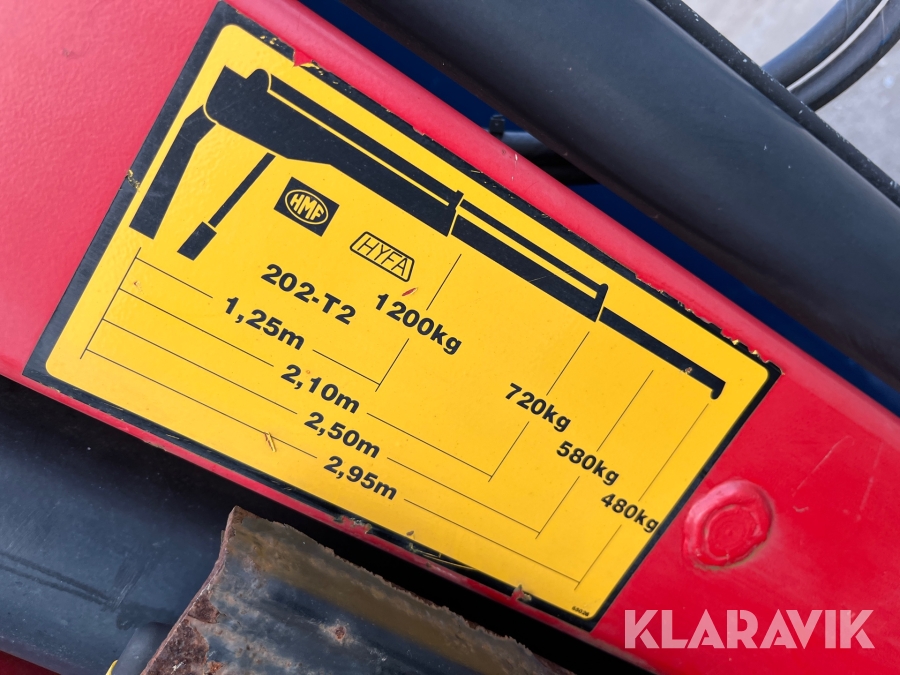 HMF
HYFA
202-T2
1200kg
1,25m
720kg
2,10m
580kg
2,50m
480kg
2,95m
KLARAVIK